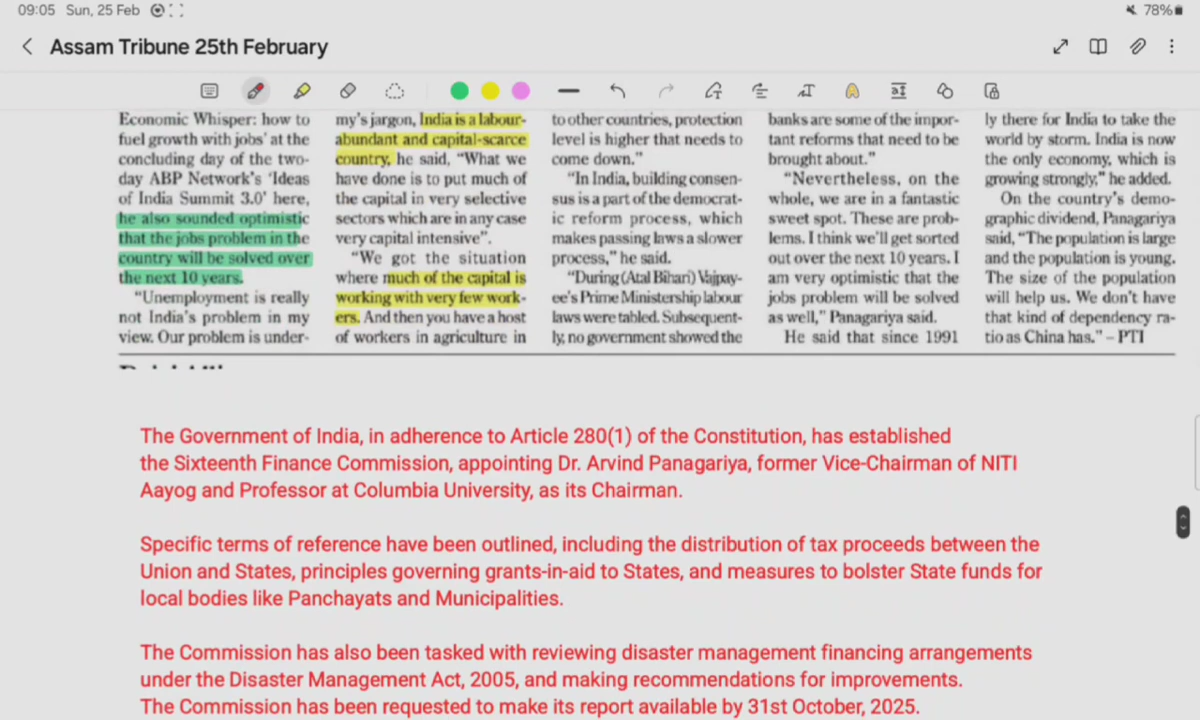 09:05 Sun, 25 Feb
78%
Assam Tribune 25th February
Economic Whisper: how to
fuel growth with jobs' at the
concluding day of the two-
day ABP Network's 'Ideas
of India Summit 3.0' here,
he also sounded optimistic
that the jobs problem in the
country will be solved over
the next 10 years.
"Unemployment is really
not India's problem in my
view. Our problem is under-
my's jargon, India is a labour-
abundant and capital-scarce
country, he said, "What we
have done is to put much of
the capital in very selective
sectors which are in any case
very capital intensive".
"We got the situation
where much of the capital is
working with very few work-
ers. And then you have a host
of workers in agriculture in
to other countries, protection
level is higher that needs to
come down."
"In India, building consen-
sus is a part of the democrat-
ic reform process, which
makes passing laws a slower
process," he said.
"During (Atal Bihari) Vajpay-
ee's Prime Ministership labour
laws were tabled. Subsequent-
ly, no government showed the
banks are some of the impor-
tant reforms that need to be
brought about."
"Nevertheless, on the
whole, we are in a fantastic
sweet spot. These are prob-
lems. I think we'll get sorted
out over the next 10 years. I
am very optimistic that the
jobs problem will be solved
as well," Panagariya said.
He said that since 1991
ly there for India to take the
world by storm. India is now
the only economy, which is
growing strongly," he added.
On the country's demo-
graphic dividend, Panagariya
said, "The population is large
and the population is young.
The size of the population
will help us. We don't have
that kind of dependency ra-
tio as China has." – PTI
The Government of India, in adherence to Article 280(1) of the Constitution, has established
the Sixteenth Finance Commission, appointing Dr. Arvind Panagariya, former Vice-Chairman of NITI
Aayog and Professor at Columbia University, as its Chairman.
Specific terms of reference have been outlined, including the distribution of tax proceeds between the
Union and States, principles governing grants-in-aid to States, and measures to bolster State funds for
local bodies like Panchayats and Municipalities.
The Commission has also been tasked with reviewing disaster management financing arrangements
under the Disaster Management Act, 2005, and making recommendations for improvements.
The Commission has been requested to make its report available by 31st October, 2025.